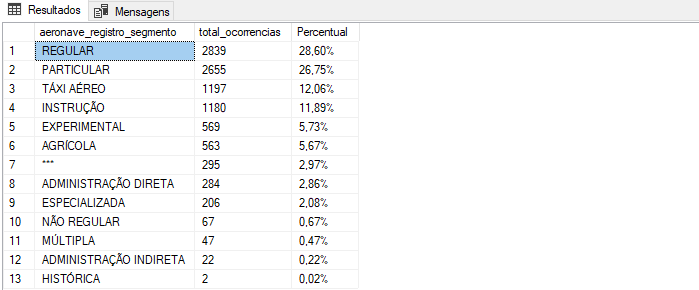 Resultados Mensagens
aeronave_registro_segmento total_ocorrencias Percentual
1 REGULAR 2839 28,60%
2 PARTICULAR 2655 26,75%
3 TÁXI AÉREO 1197 12,06%
4 INSTRUÇÃO 1180 11,89%
5 EXPERIMENTAL 569 5,73%
6 AGRÍCOLA 563 5,67%
7 *** 295 2,97%
8 ADMINISTRAÇÃO DIRETA 284 2,86%
9 ESPECIALIZADA 206 2,08%
10 NÃO REGULAR 67 0,67%
11 MÚLTIPLA 47 0,47%
12 ADMINISTRAÇÃO INDIRETA 22 0,22%
13 HISTÓRICA 2 0,02%